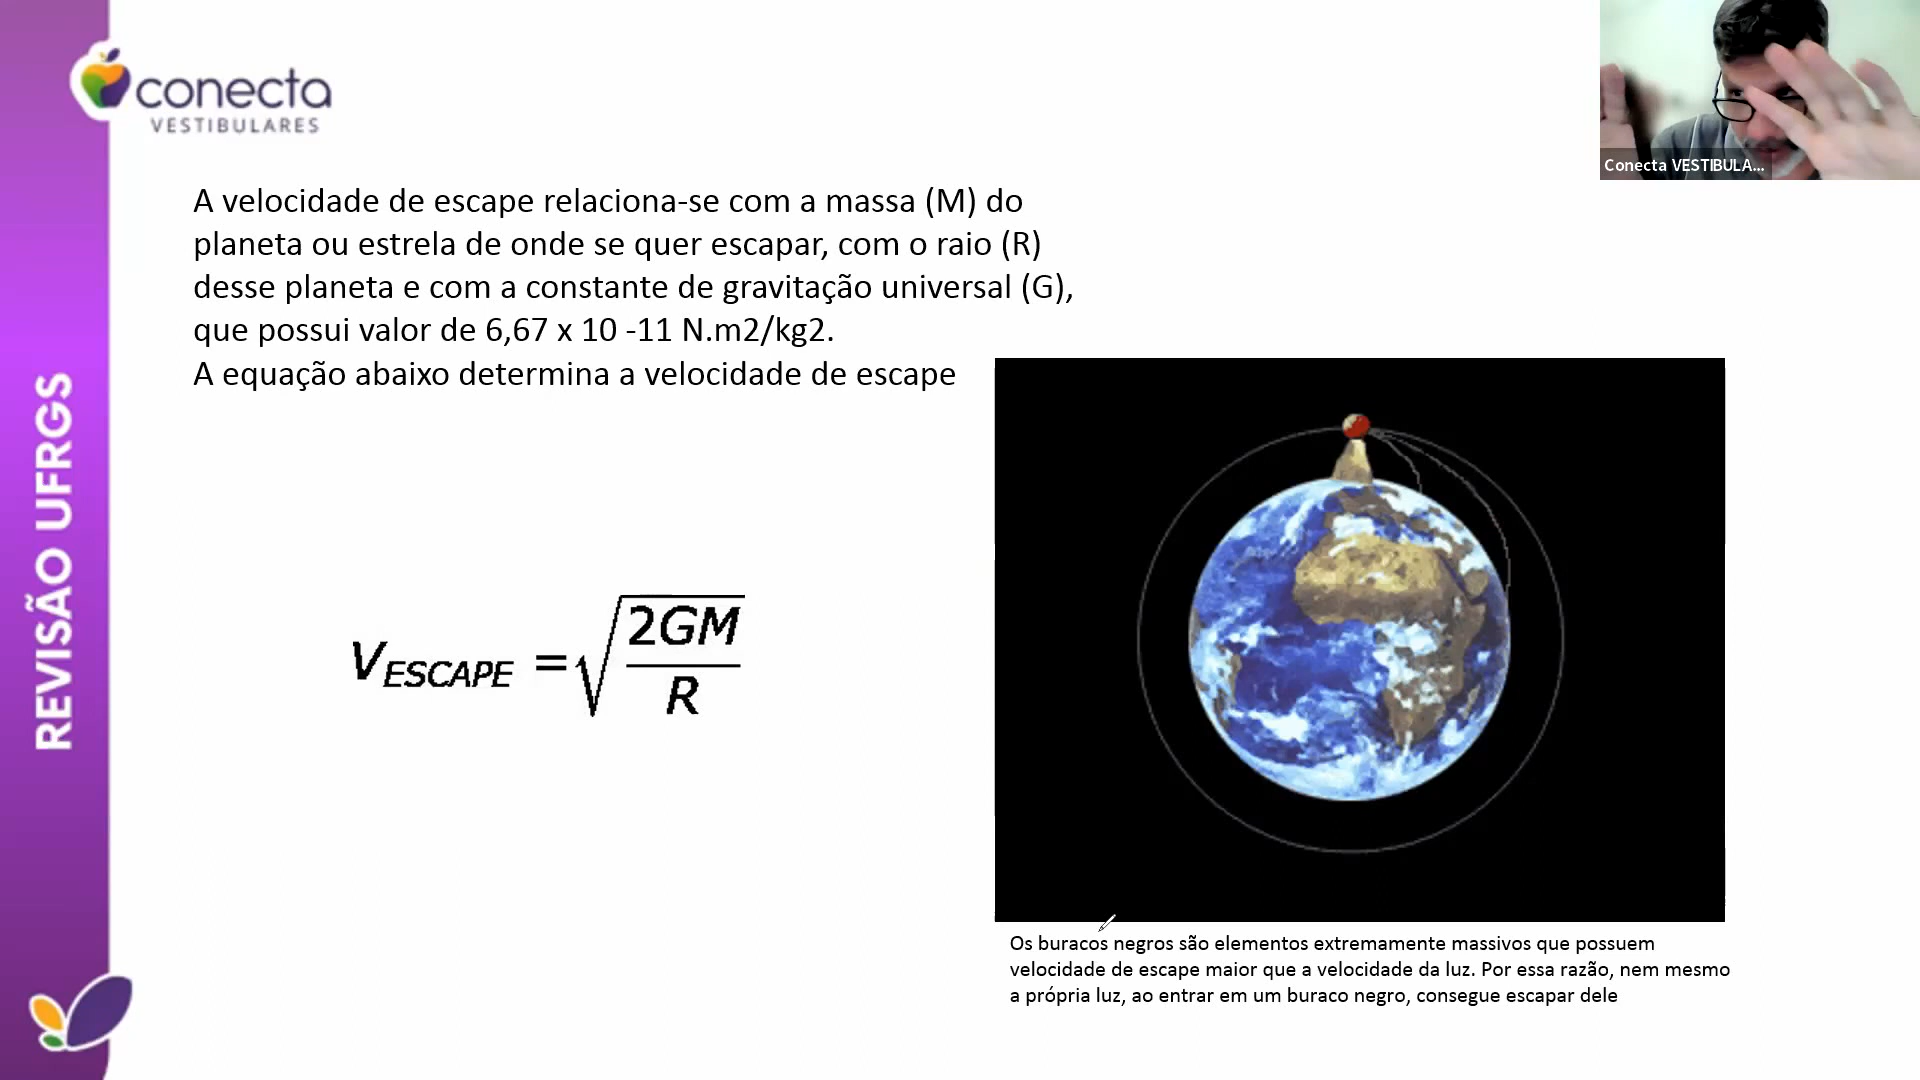 conecta
VESTIBULARES
Conecta VESTIBULA...
A velocidade de escape relaciona-se com a massa (M) do
planeta ou estrela de onde se quer escapar, com o raio (R)
desse planeta e com a constante de gravitação universal (G),
que possui valor de 6,67 x 10 -11 N.m2/kg2.
A equação abaixo determina a velocidade de escape
REVISÃO UFRGS
V_ESCAPE = √(2GM/R)
Os buracos negros são elementos extremamente massivos que possuem
velocidade de escape maior que a velocidade da luz. Por essa razão, nem mesmo
a própria luz, ao entrar em um buraco negro, consegue escapar dele